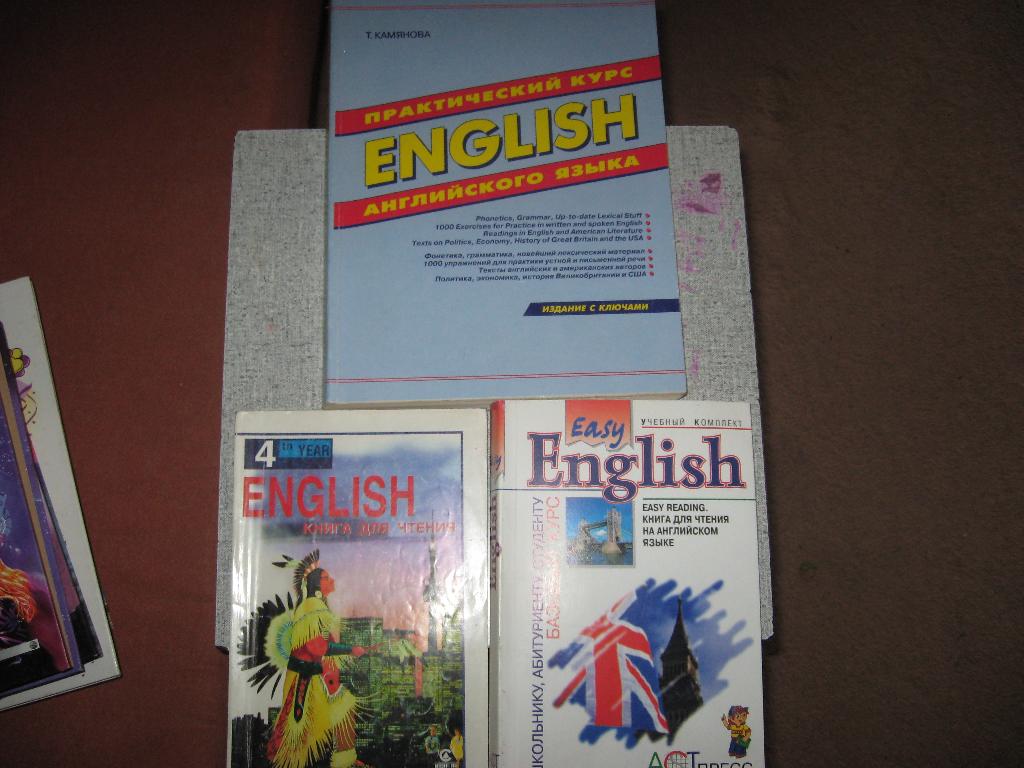 Т. КАМЯНОВА
ПРАКТИЧЕСКИЙ КУРС
ENGLISH
АНГЛИЙСКОГО ЯЗЫКА
Phonetics, Grammar, Up-to-date Lexical Stuff
1000 Exercises for Practice in written and spoken English
Readings in English and American Literature
Texts on Politics, Economy, History of Great Britain and the USA
Фонетика, грамматика, новейший лексический материал
1000 упражнений для практики устной и письменной речи
Тексты английских и американских авторов
Политика, экономика, история Великобритании и США
ИЗДАНИЕ С КЛЮЧАМИ
4th YEAR
ENGLISH
КНИГА ДЛЯ ЧТЕНИЯ
Easy
УЧЕБНЫЙ КОМПЛЕКТ
English
EASY READING.
КНИГА ДЛЯ ЧТЕНИЯ
НА АНГЛИЙСКОМ
ЯЗЫКЕ
ШКОЛЬНИКУ, АБИТУРИЕНТУ, СТУДЕНТУ
БАЗОВЫЙ КУРС
English
АСТ ПРЕСС